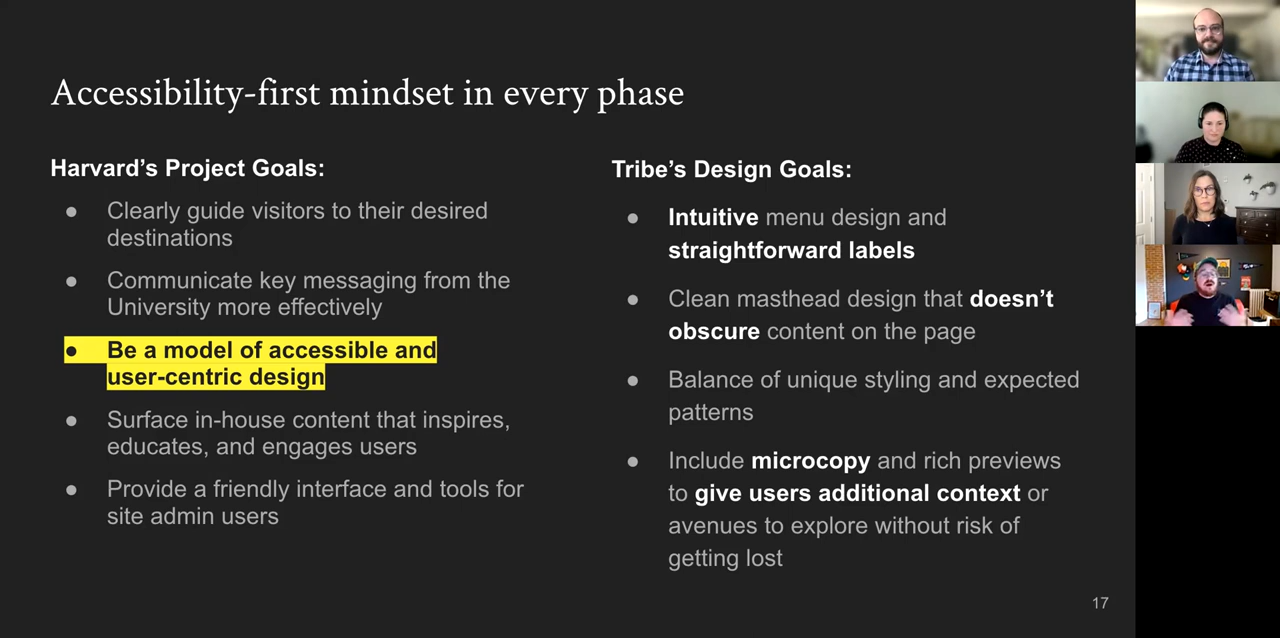 Accessibility-first mindset in every phase
Harvard’s Project Goals:
● Clearly guide visitors to their desired
destinations
● Communicate key messaging from the
University more effectively
● Be a model of accessible and
user-centric design
● Surface in-house content that inspires,
educates, and engages users
● Provide a friendly interface and tools for
site admin users
Tribe’s Design Goals:
● Intuitive menu design and
straightforward labels
● Clean masthead design that doesn’t
obscure content on the page
● Balance of unique styling and expected
patterns
● Include microcopy and rich previews
to give users additional context or
avenues to explore without risk of
getting lost
17